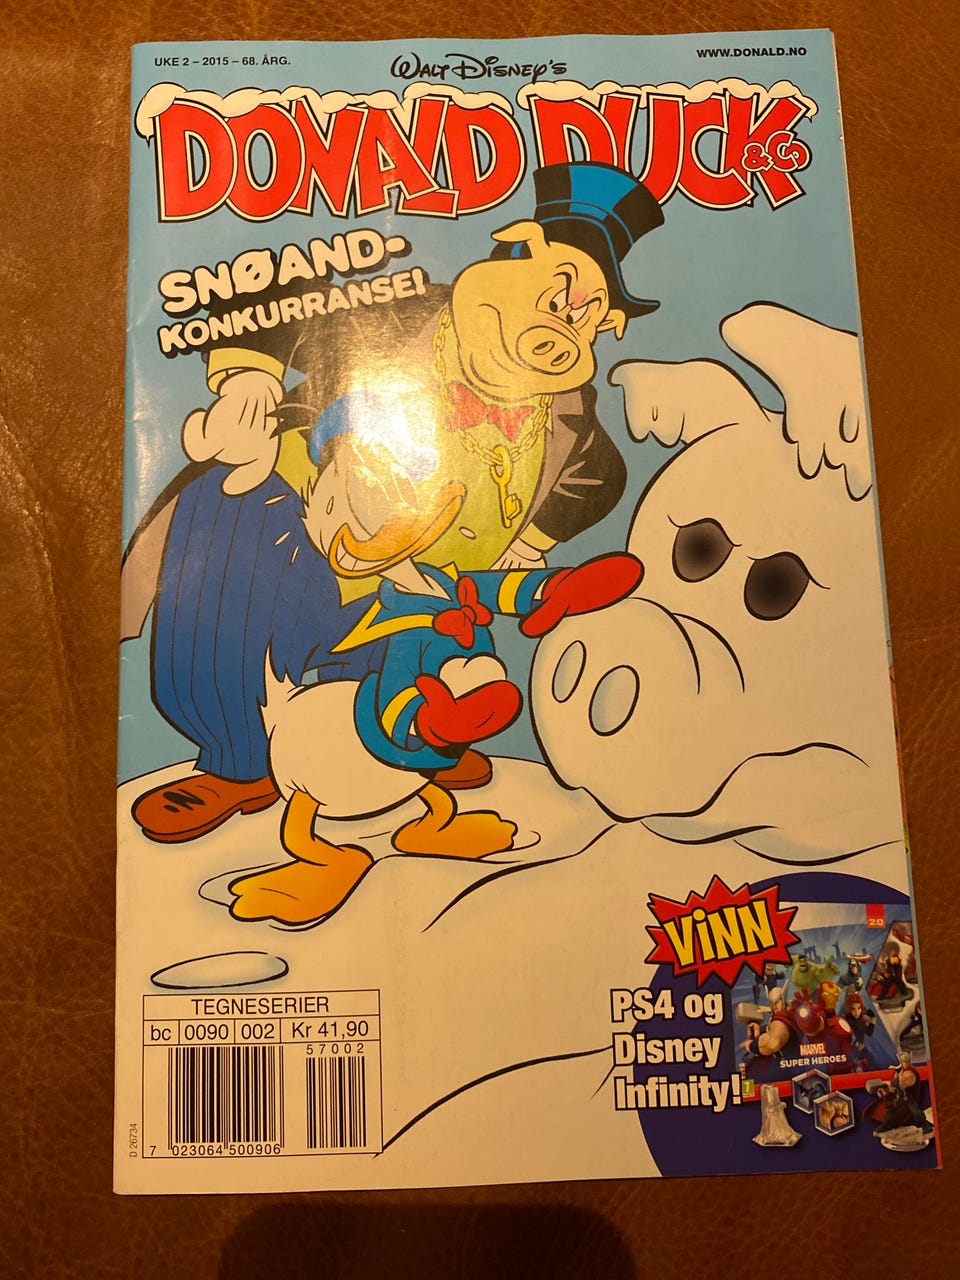 UKE 2 – 2015 – 68. ÅRG.
WWW.DONALD.NO
WALT DISNEY'S
DONALD DUCK
& Co
SNØAND-
KONKURRANSE!
VINN
PS4 og
Disney
Infinity!
2.0
MARVEL
SUPER HEROES
7
TEGNESERIER
bc 0090 002 Kr 41,90
57002
7 023064 500906
D 26734